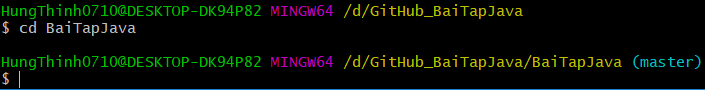 HungThinh0710@DESKTOP-DK94P82 MINGW64 /d/GitHub_BaiTapJava
$ cd BaiTapJava
HungThinh0710@DESKTOP-DK94P82 MINGW64 /d/GitHub_BaiTapJava/BaiTapJava (master)
$